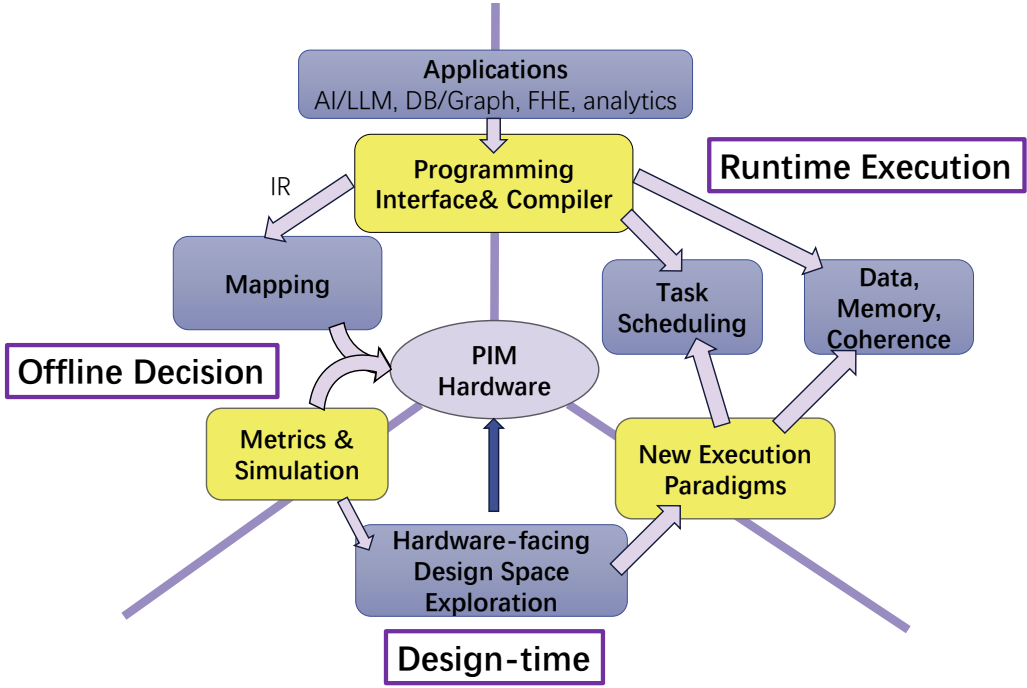 Applications
AI/LLM, DB/Graph, FHE, analytics
Programming
Interface& Compiler
Runtime Execution
IR
Mapping
Task
Scheduling
Data,
Memory,
Coherence
PIM
Hardware
Offline Decision
Metrics &
Simulation
New Execution
Paradigms
Hardware-facing
Design Space
Exploration
Design-time